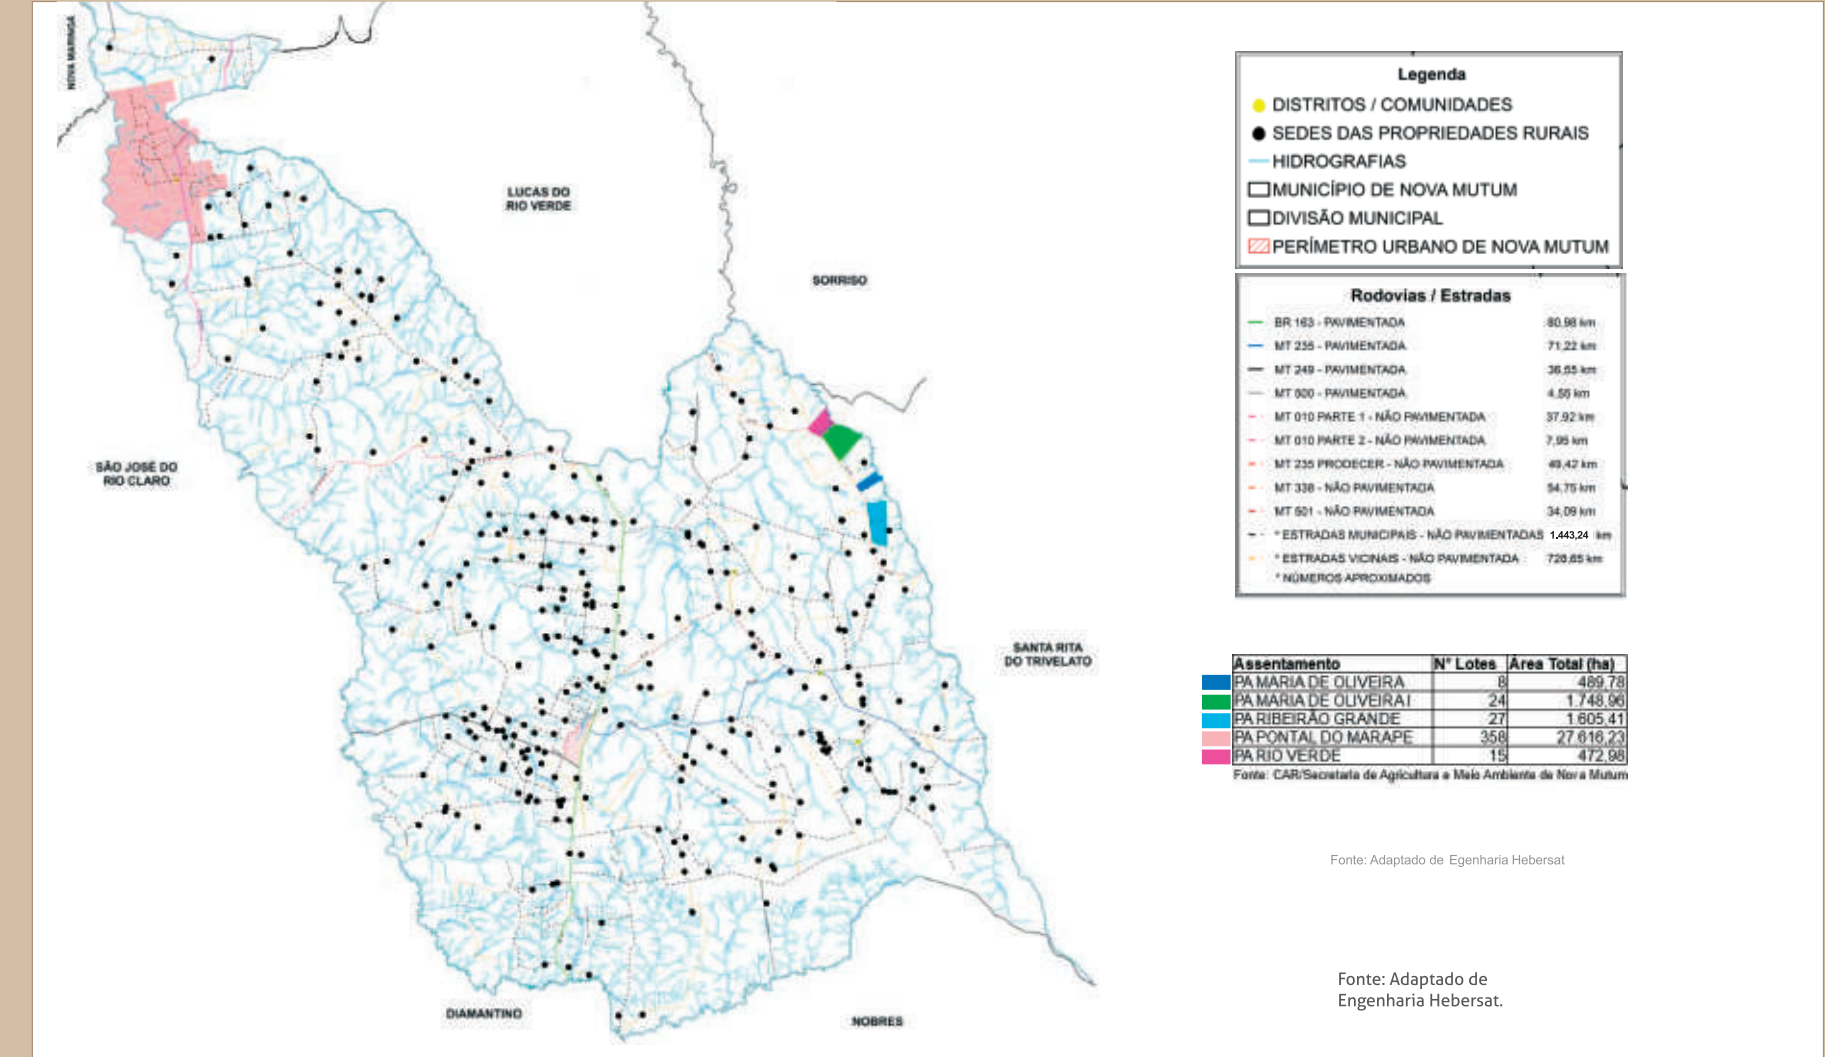 NOVA MARINGÁ
LUCAS DO
RIO VERDE
SORRISO
SÃO JOSÉ DO
RIO CLARO
SANTA RITA
DO TRIVELATO
DIAMANTINO
NOBRES
Legenda
DISTRITOS / COMUNIDADES
SEDES DAS PROPRIEDADES RURAIS
HIDROGRAFIAS
MUNICÍPIO DE NOVA MUTUM
DIVISÃO MUNICIPAL
PERÍMETRO URBANO DE NOVA MUTUM
Rodovias / Estradas
BR 163 - PAVIMENTADA 80,98 km
MT 235 - PAVIMENTADA 71,22 km
MT 249 - PAVIMENTADA 36,65 km
MT 500 - PAVIMENTADA 4,55 km
MT 010 PARTE 1 - NÃO PAVIMENTADA 37,92 km
MT 010 PARTE 2 - NÃO PAVIMENTADA 7,95 km
MT 235 PRODECER - NÃO PAVIMENTADA 49,42 km
MT 338 - NÃO PAVIMENTADA 54,75 km
MT 501 - NÃO PAVIMENTADA 34,09 km
* ESTRADAS MUNICIPAIS - NÃO PAVIMENTADAS 1.443,24 km
* ESTRADAS VICINAIS - NÃO PAVIMENTADA 728,65 km
* NÚMEROS APROXIMADOS
Assentamento N° Lotes Área Total (ha)
PA MARIA DE OLIVEIRA 8 489,78
PA MARIA DE OLIVEIRA I 24 1.748,96
PA RIBEIRÃO GRANDE 27 1.605,41
PA PONTAL DO MARAPE 358 27.616,23
PA RIO VERDE 15 472,98
Fonte: CAR/Secretaria de Agricultura e Meio Ambiente de Nova Mutum
Fonte: Adaptado de Egenharia Hebersat
Fonte: Adaptado de
Engenharia Hebersat.